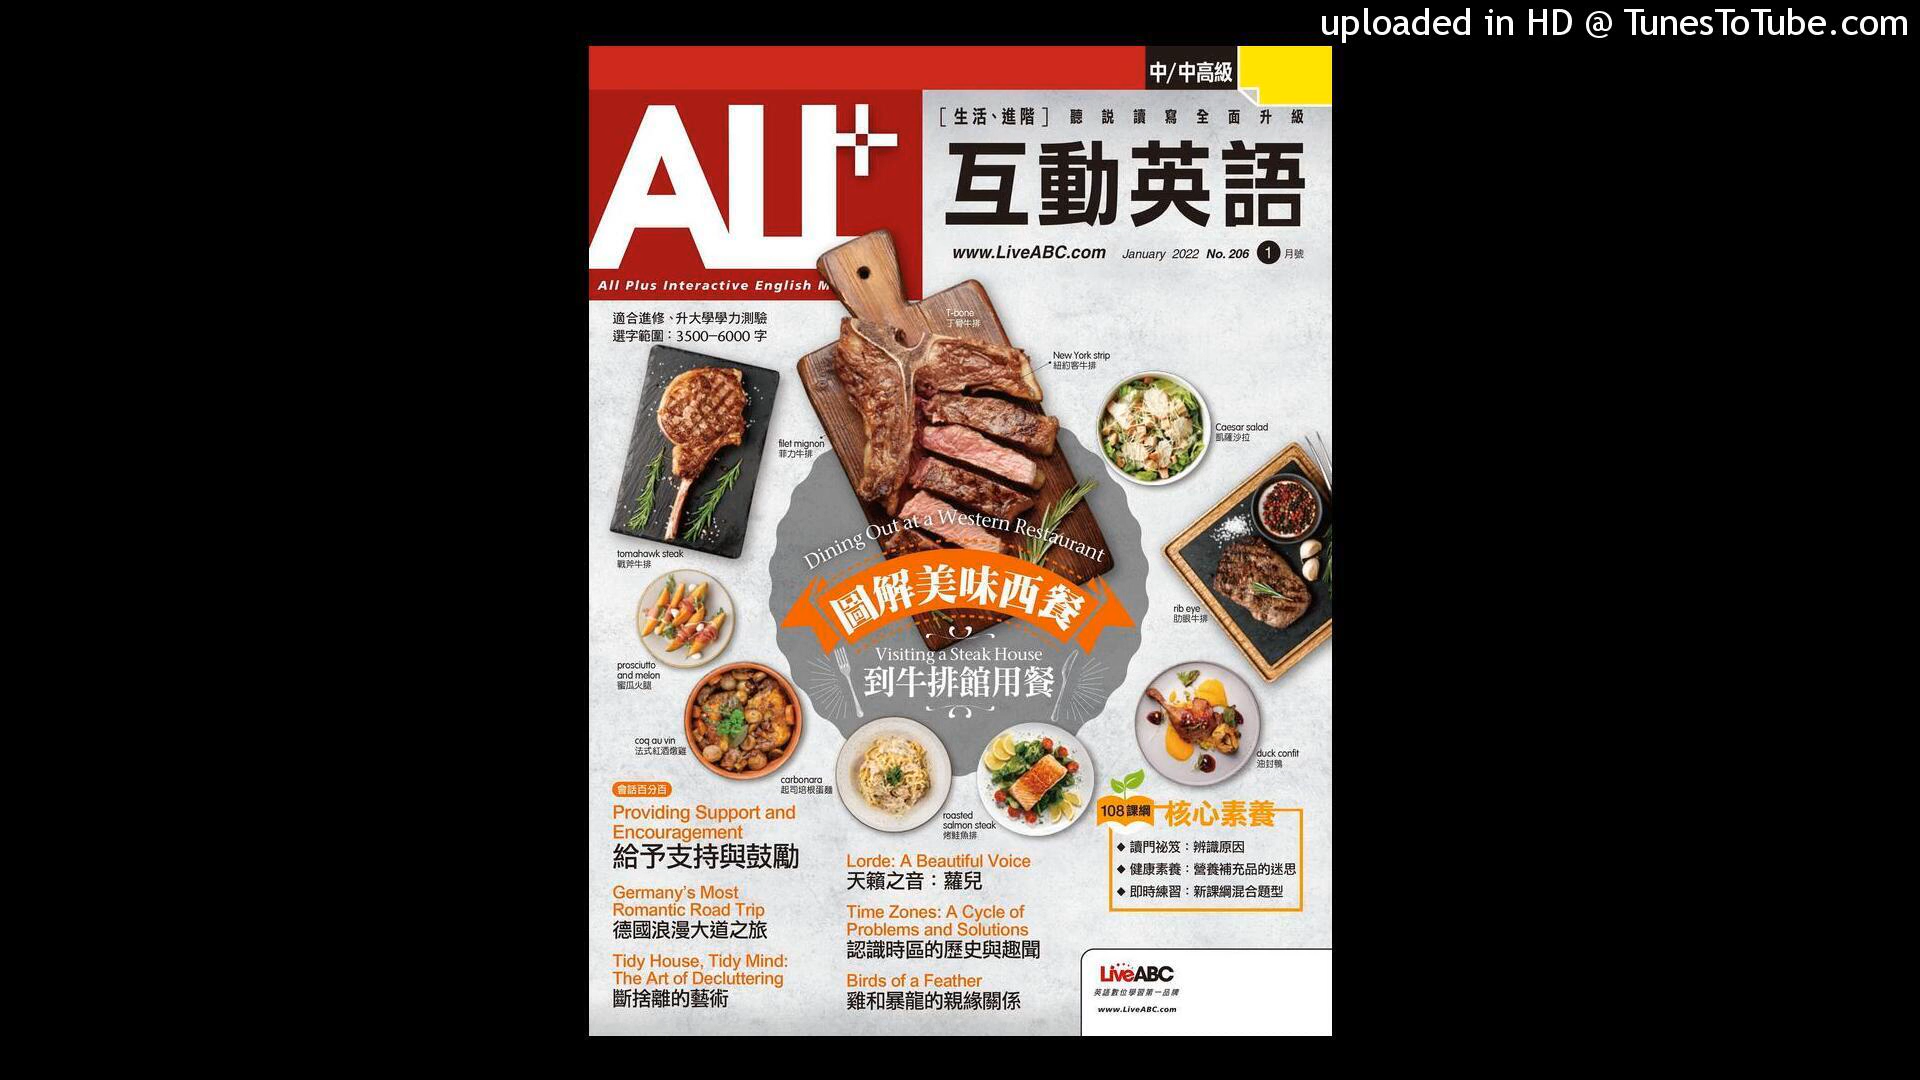 uploaded in HD @ TunesToTube.com
中/中高級
ALL+
[生活、進階] 聽說讀寫全面升級
互動英語
www.LiveABC.com January 2022 No. 206 1 月號
All Plus Interactive English M
適合進修、升大學學力測驗
選字範圍：3500–6000 字
T-bone
丁骨牛排
New York strip
紐約客牛排
filet mignon
菲力牛排
Caesar salad
凱薩沙拉
tomahawk steak
戰斧牛排
rib eye
肋眼牛排
Dining Out at a Western Restaurant
圖解美味西餐
Visiting a Steak House
到牛排館用餐
prosciutto
and melon
蜜瓜火腿
coq au vin
法式紅酒燉雞
carbonara
起司培根蛋麵
roasted
salmon steak
烤鮭魚排
duck confit
油封鴨
會話百分百
Providing Support and
Encouragement
給予支持與鼓勵
Germany's Most
Romantic Road Trip
德國浪漫大道之旅
Tidy House, Tidy Mind:
The Art of Decluttering
斷捨離的藝術
Lorde: A Beautiful Voice
天籟之音：蘿兒
Time Zones: A Cycle of
Problems and Solutions
認識時區的歷史與趣聞
Birds of a Feather
雞和暴龍的親緣關係
108課綱 核心素養
◆ 讀門祕笈：辨識原因
◆ 健康素養：營養補充品的迷思
◆ 即時練習：新課綱混合題型
LiveABC
英語數位學習第一品牌
www.LiveABC.com